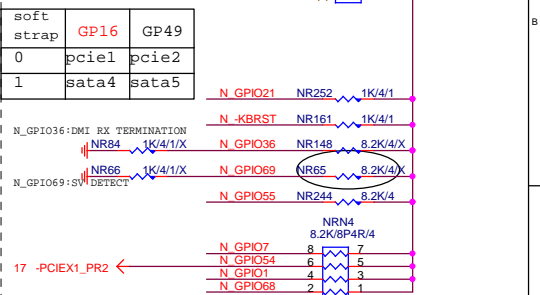 soft
strap GP16 GP49
0 pcie1 pcie2
1 sata4 sata5
B
N_GPIO21 NR252 1K/4/1
N_-KBRST NR161 1K/4/1
N_GPIO36:DMI RX TERMINATION
NR84 1K/4/1/X N_GPIO36 NR148 8.2K/4/X
NR66 1K/4/1/X N_GPIO69 NR65 8.2K/4/X
N_GPIO69:SV DETECT
N_GPIO55 NR244 8.2K/4
NRN4
8.2K/8P4R/4
N_GPIO7 8 7
N_GPIO54 6 5
17 -PCIEX1_PR2
N_GPIO1 4 3
N_GPIO68 2 1